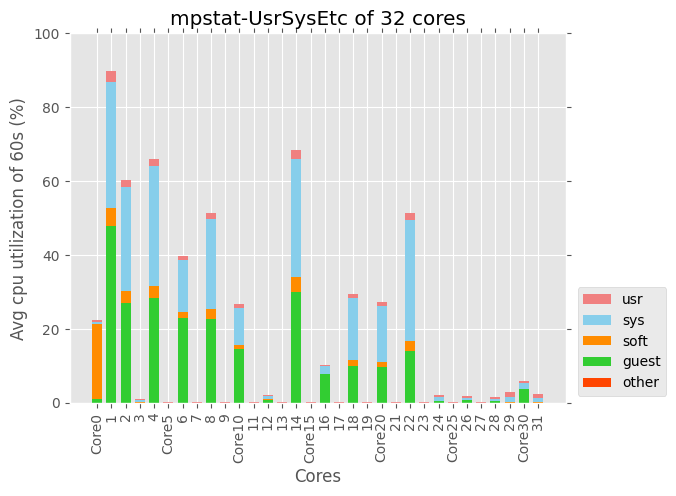 mpstat-UsrSysEtc of 32 cores
Avg cpu utilization of 60s (%)
100
80
60
40
20
0
Core0 1 2 3 4 Core5 6 7 8 9 Core10 11 12 13 14 Core15 16 17 18 19 Core20 21 22 23 24 Core25 26 27 28 29 Core30 31
Cores
usr
sys
soft
guest
other